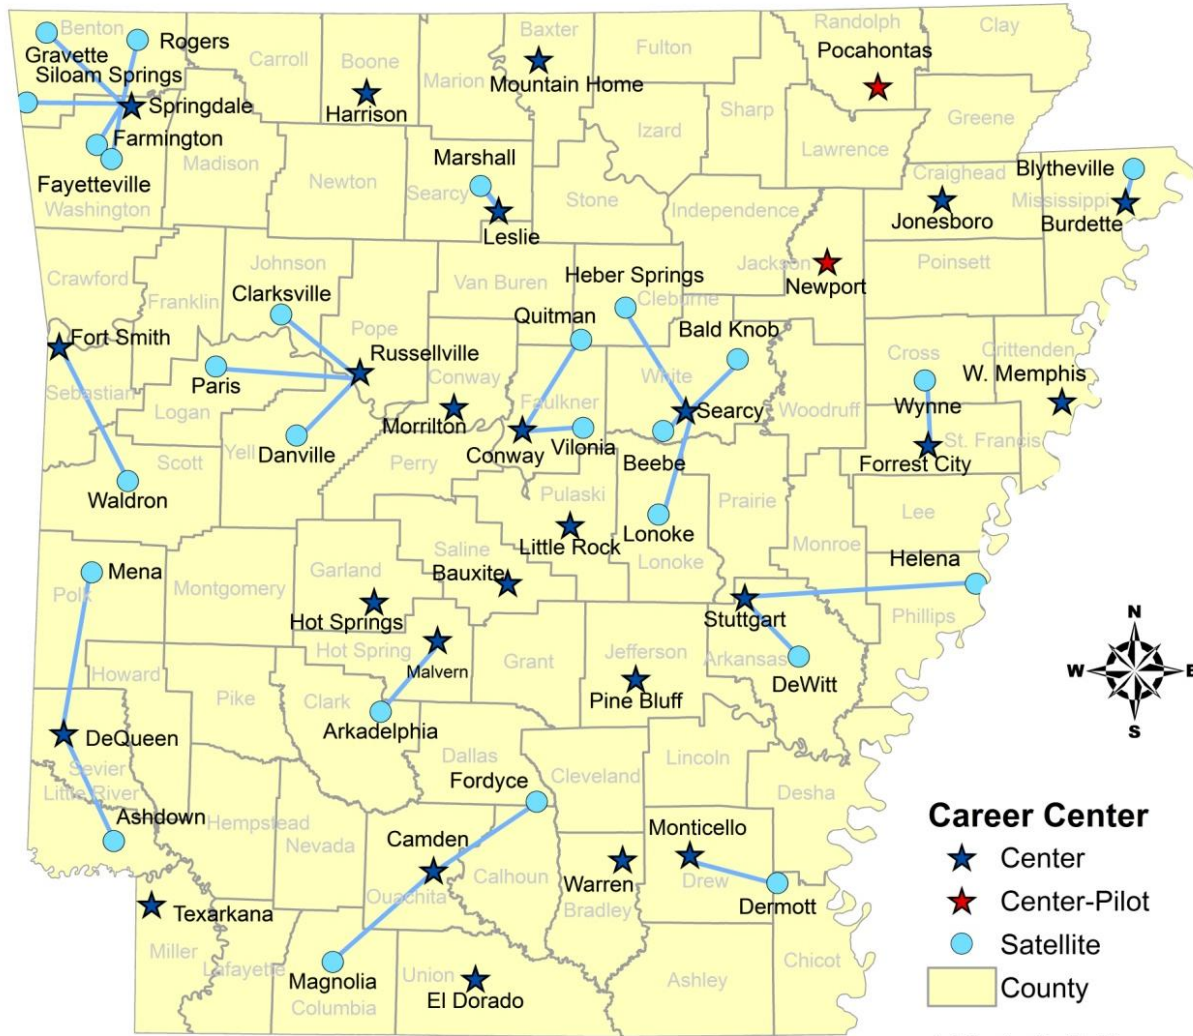 Benton
Rogers
Gravette
Siloam Springs
Springdale
Farmington
Fayetteville
Washington
Carroll
Madison
Boone
Harrison
Newton
Marion
Baxter
Mountain Home
Fulton
Randolph
Pocahontas
Clay
Sharp
Izard
Greene
Lawrence
Marshall
Searcy
Leslie
Stone
Independence
Craighead
Jonesboro
Blytheville
Mississippi
Burdette
Crawford
Franklin
Johnson
Clarksville
Van Buren
Heber Springs
Cleburne
Jackson
Newport
Poinsett
Fort Smith
Sebastian
Paris
Logan
Pope
Russellville
Conway
Morrilton
Quitman
Faulkner
Conway
Vilonia
Bald Knob
White
Searcy
Beebe
Woodruff
Cross
Wynne
Crittenden
W. Memphis
St. Francis
Forrest City
Scott
Waldron
Yell
Danville
Perry
Pulaski
Little Rock
Lonoke
Lonoke
Prairie
Monroe
Lee
Helena
Phillips
Mena
Polk
Montgomery
Garland
Hot Springs
Saline
Bauxite
Hot Spring
Malvern
Grant
Jefferson
Pine Bluff
Stuttgart
Arkansas
DeWitt
N
W
E
S
Howard
Pike
Clark
Arkadelphia
DeQueen
Sevier
Little River
Ashdown
Hempstead
Nevada
Dallas
Fordyce
Cleveland
Lincoln
Desha
Camden
Ouachita
Calhoun
Warren
Bradley
Monticello
Drew
Dermott
Texarkana
Miller
Lafayette
Magnolia
Columbia
Union
El Dorado
Ashley
Chicot
Career Center
Center
Center-Pilot
Satellite
County